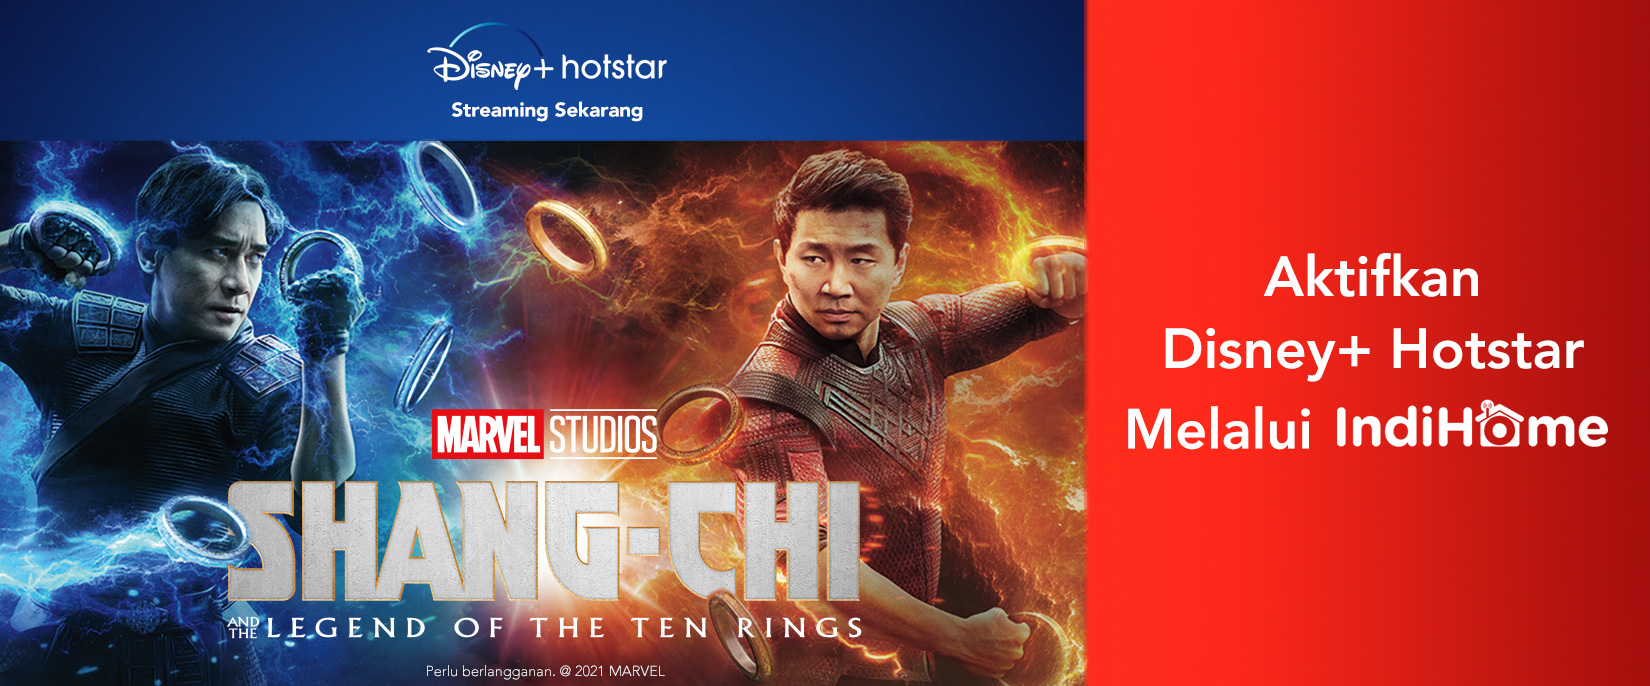 Disney+ hotstar
Streaming Sekarang
MARVEL STUDIOS
SHANG-CHI
AND THE LEGEND OF THE TEN RINGS
Perlu berlangganan. @ 2021 MARVEL
Aktifkan
Disney+ Hotstar
Melalui IndiHome